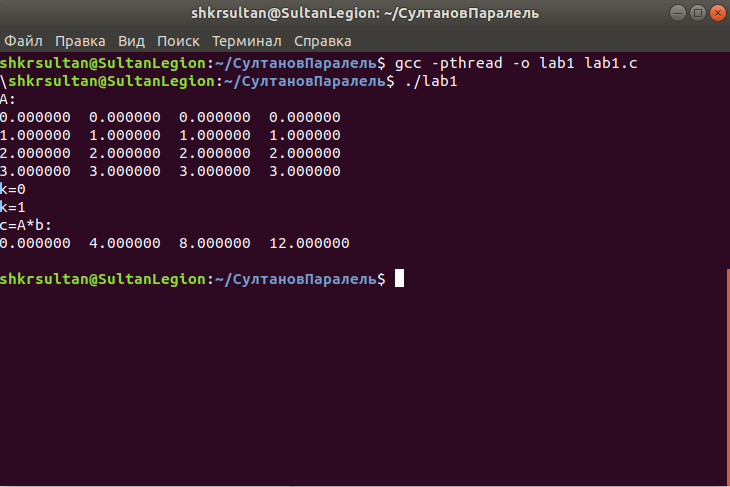 shkrsultan@SultanLegion: ~/СултановПаралель
Файл Правка Вид Поиск Терминал Справка
shkrsultan@SultanLegion:~/СултановПаралель$ gcc -pthread -o lab1 lab1.c
\shkrsultan@SultanLegion:~/СултановПаралель$ ./lab1
A:
0.000000  0.000000  0.000000  0.000000
1.000000  1.000000  1.000000  1.000000
2.000000  2.000000  2.000000  2.000000
3.000000  3.000000  3.000000  3.000000
k=0
k=1
c=A*b:
0.000000  4.000000  8.000000  12.000000
shkrsultan@SultanLegion:~/СултановПаралель$